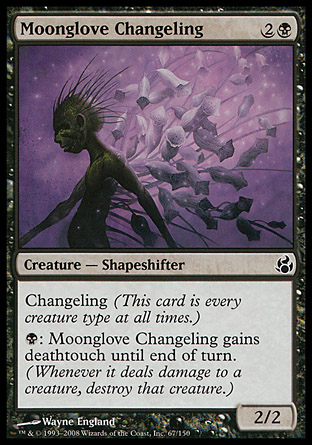 Moonglove Changeling 2
Creature — Shapeshifter
Changeling (This card is every
creature type at all times.)
: Moonglove Changeling gains
deathtouch until end of turn.
(Whenever it deals damage to a
creature, destroy that creature.)
Wayne England
™ & © 1993–2008 Wizards of the Coast, Inc. 67/150
2/2